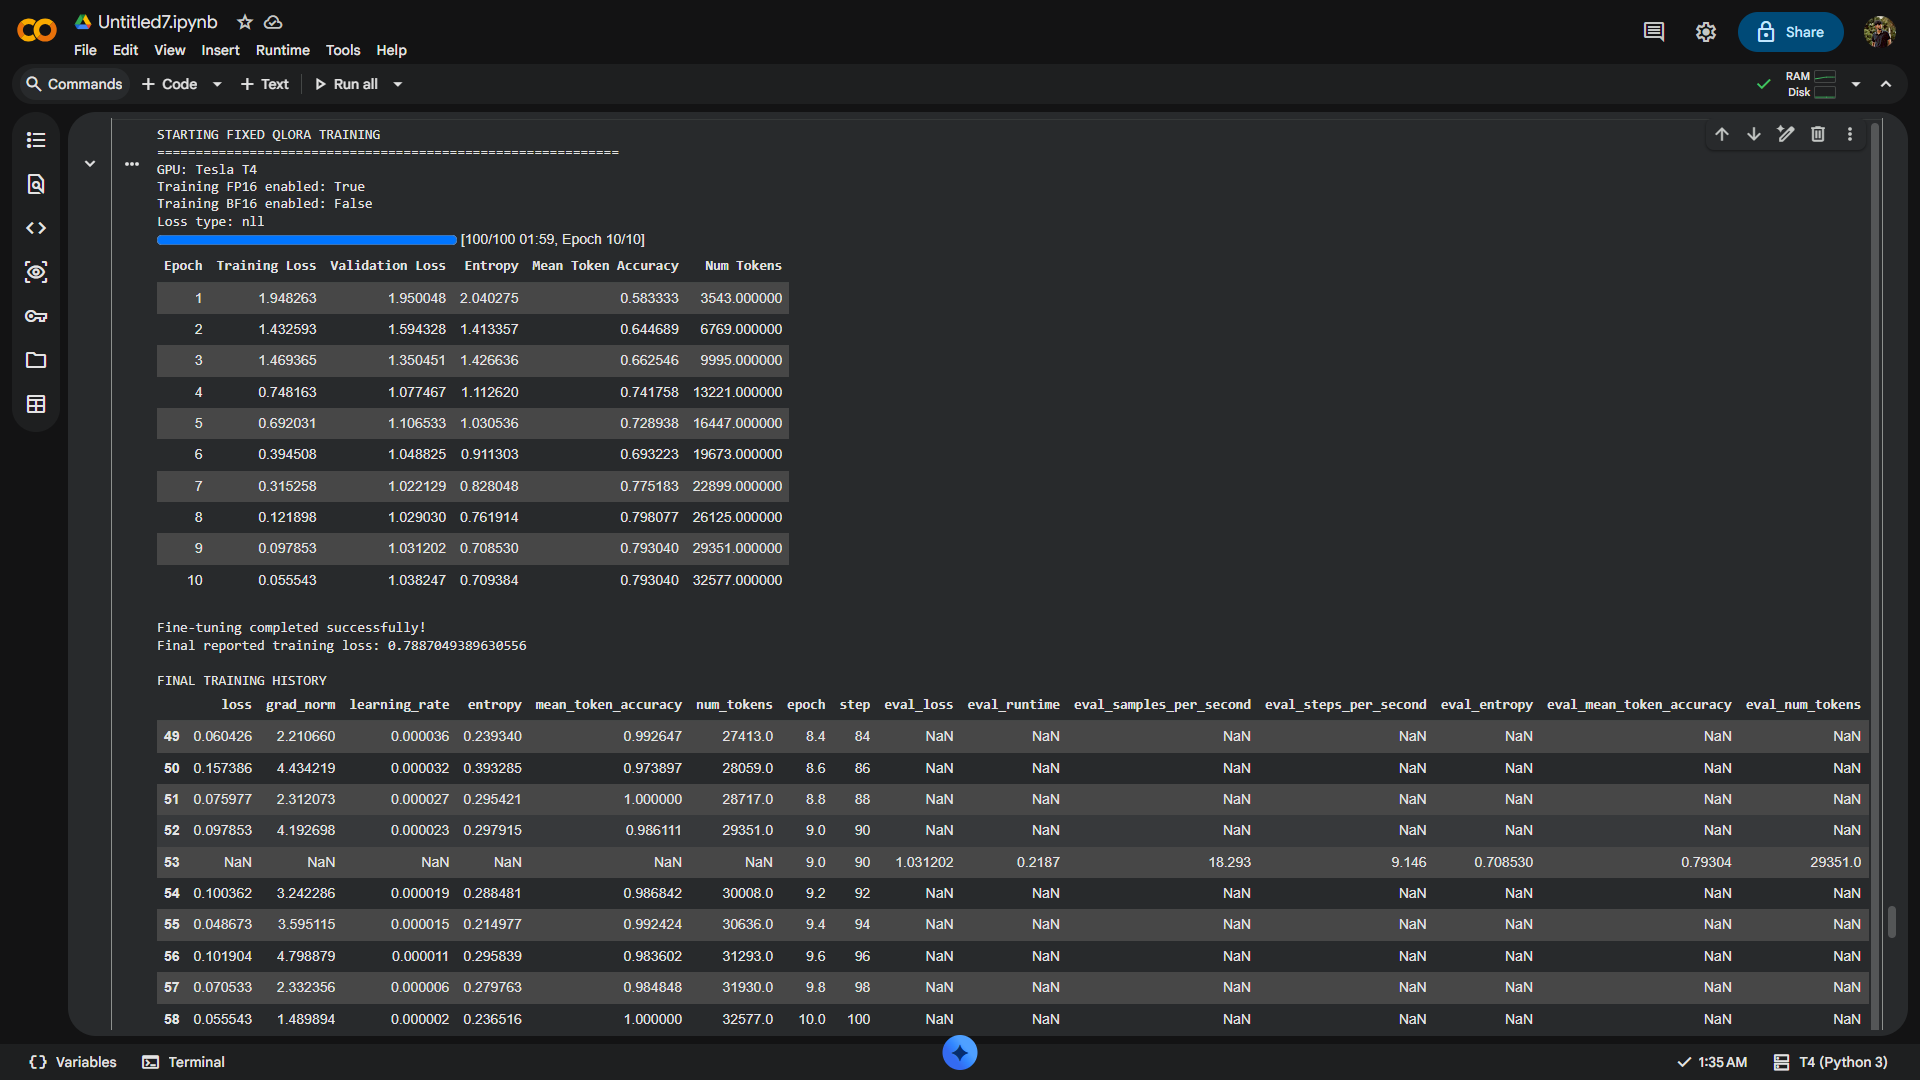 Untitled7.ipynb
File Edit View Insert Runtime Tools Help
Share
Commands + Code + Text Run all
RAM
Disk
STARTING FIXED QLORA TRAINING
============================================================
GPU: Tesla T4
Training FP16 enabled: True
Training BF16 enabled: False
Loss type: nll
[100/100 01:59, Epoch 10/10]
Epoch Training Loss Validation Loss Entropy Mean Token Accuracy Num Tokens
1 1.948263 1.950048 2.040275 0.583333 3543.000000
2 1.432593 1.594328 1.413357 0.644689 6769.000000
3 1.469365 1.350451 1.426636 0.662546 9995.000000
4 0.748163 1.077467 1.112620 0.741758 13221.000000
5 0.692031 1.106533 1.030536 0.728938 16447.000000
6 0.394508 1.048825 0.911303 0.693223 19673.000000
7 0.315258 1.022129 0.828048 0.775183 22899.000000
8 0.121898 1.029030 0.761914 0.798077 26125.000000
9 0.097853 1.031202 0.708530 0.793040 29351.000000
10 0.055543 1.038247 0.709384 0.793040 32577.000000
Fine-tuning completed successfully!
Final reported training loss: 0.7887049389630556
FINAL TRAINING HISTORY
loss grad_norm learning_rate entropy mean_token_accuracy num_tokens epoch step eval_loss eval_runtime eval_samples_per_second eval_steps_per_second eval_entropy eval_mean_token_accuracy eval_num_tokens
49 0.060426 2.210660 0.000036 0.239340 0.992647 27413.0 8.4 84 NaN NaN NaN NaN NaN NaN NaN
50 0.157386 4.434219 0.000032 0.393285 0.973897 28059.0 8.6 86 NaN NaN NaN NaN NaN NaN NaN
51 0.075977 2.312073 0.000027 0.295421 1.000000 28717.0 8.8 88 NaN NaN NaN NaN NaN NaN NaN
52 0.097853 4.192698 0.000023 0.297915 0.986111 29351.0 9.0 90 NaN NaN NaN NaN NaN NaN NaN
53 NaN NaN NaN NaN NaN NaN 9.0 90 1.031202 0.2187 18.293 9.146 0.708530 0.79304 29351.0
54 0.100362 3.242286 0.000019 0.288481 0.986842 30008.0 9.2 92 NaN NaN NaN NaN NaN NaN NaN
55 0.048673 3.595115 0.000015 0.214977 0.992424 30636.0 9.4 94 NaN NaN NaN NaN NaN NaN NaN
56 0.101904 4.798879 0.000011 0.295839 0.983602 31293.0 9.6 96 NaN NaN NaN NaN NaN NaN NaN
57 0.070533 2.332356 0.000006 0.279763 0.984848 31930.0 9.8 98 NaN NaN NaN NaN NaN NaN NaN
58 0.055543 1.489894 0.000002 0.236516 1.000000 32577.0 10.0 100 NaN NaN NaN NaN NaN NaN NaN
Variables Terminal 1:35 AM T4 (Python 3)